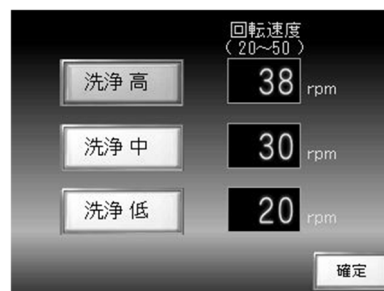 回転速度
(20～50)
洗浄 高 38 rpm
洗浄 中 30 rpm
洗浄 低 20 rpm
確定